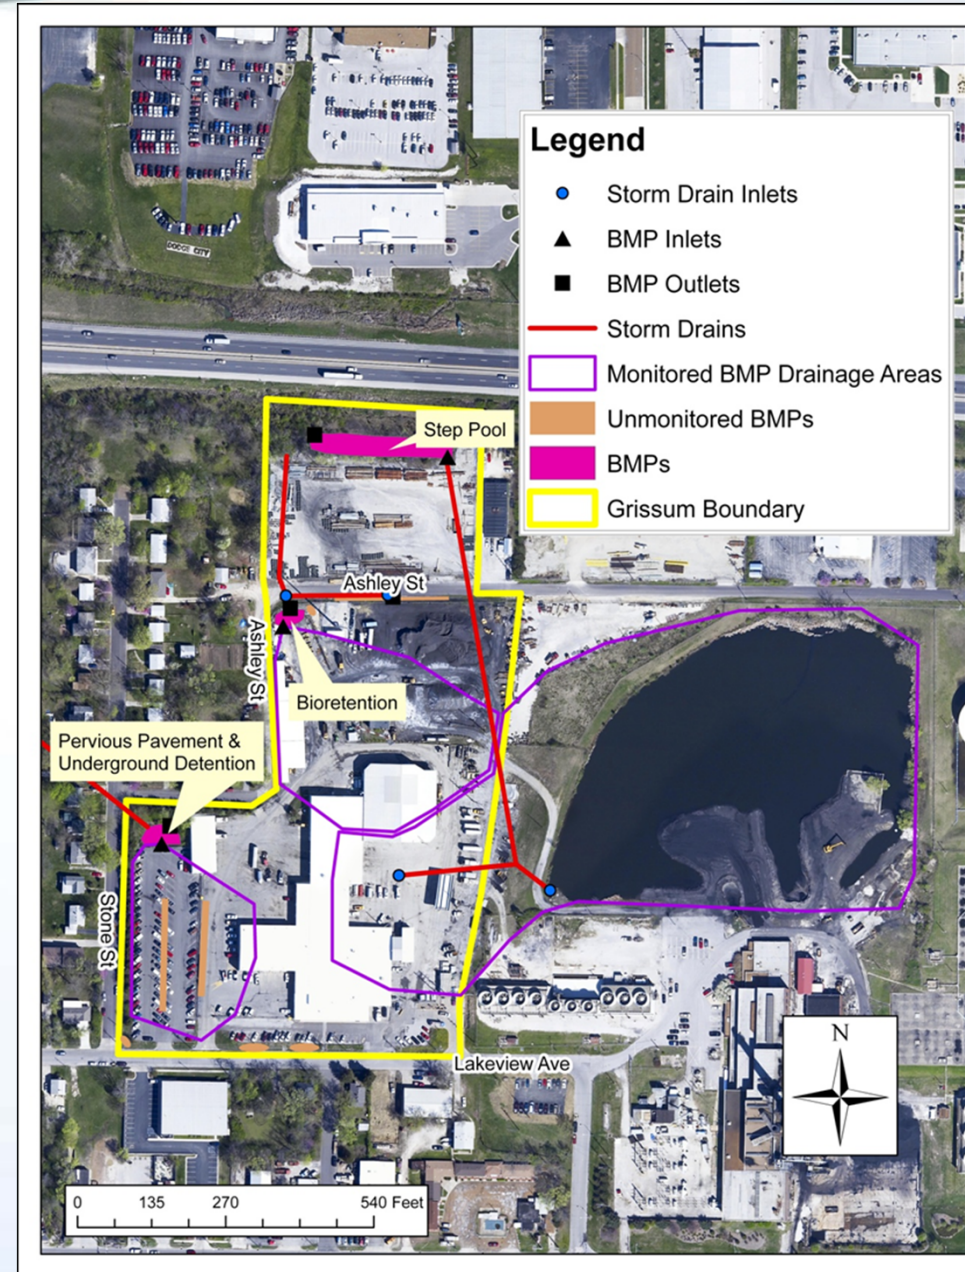 DODGE CITY
Legend
Storm Drain Inlets
BMP Inlets
BMP Outlets
Storm Drains
Monitored BMP Drainage Areas
Unmonitored BMPs
BMPs
Grissum Boundary
Step Pool
Ashley St
Ashley St
Bioretention
Pervious Pavement &
Underground Detention
Stone St
Lakeview Ave
N
0 135 270 540 Feet